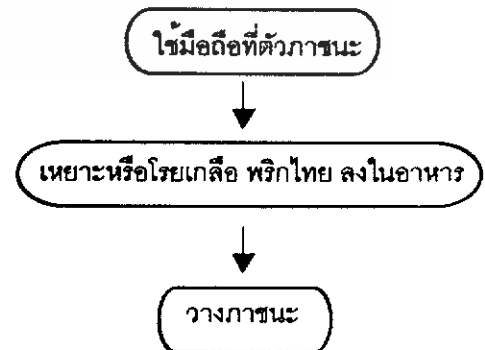 ใช้มือถือที่ตัวภาชนะ
เหยาะหรือโรยเกลือ พริกไทย ลงในอาหาร
วางภาชนะ